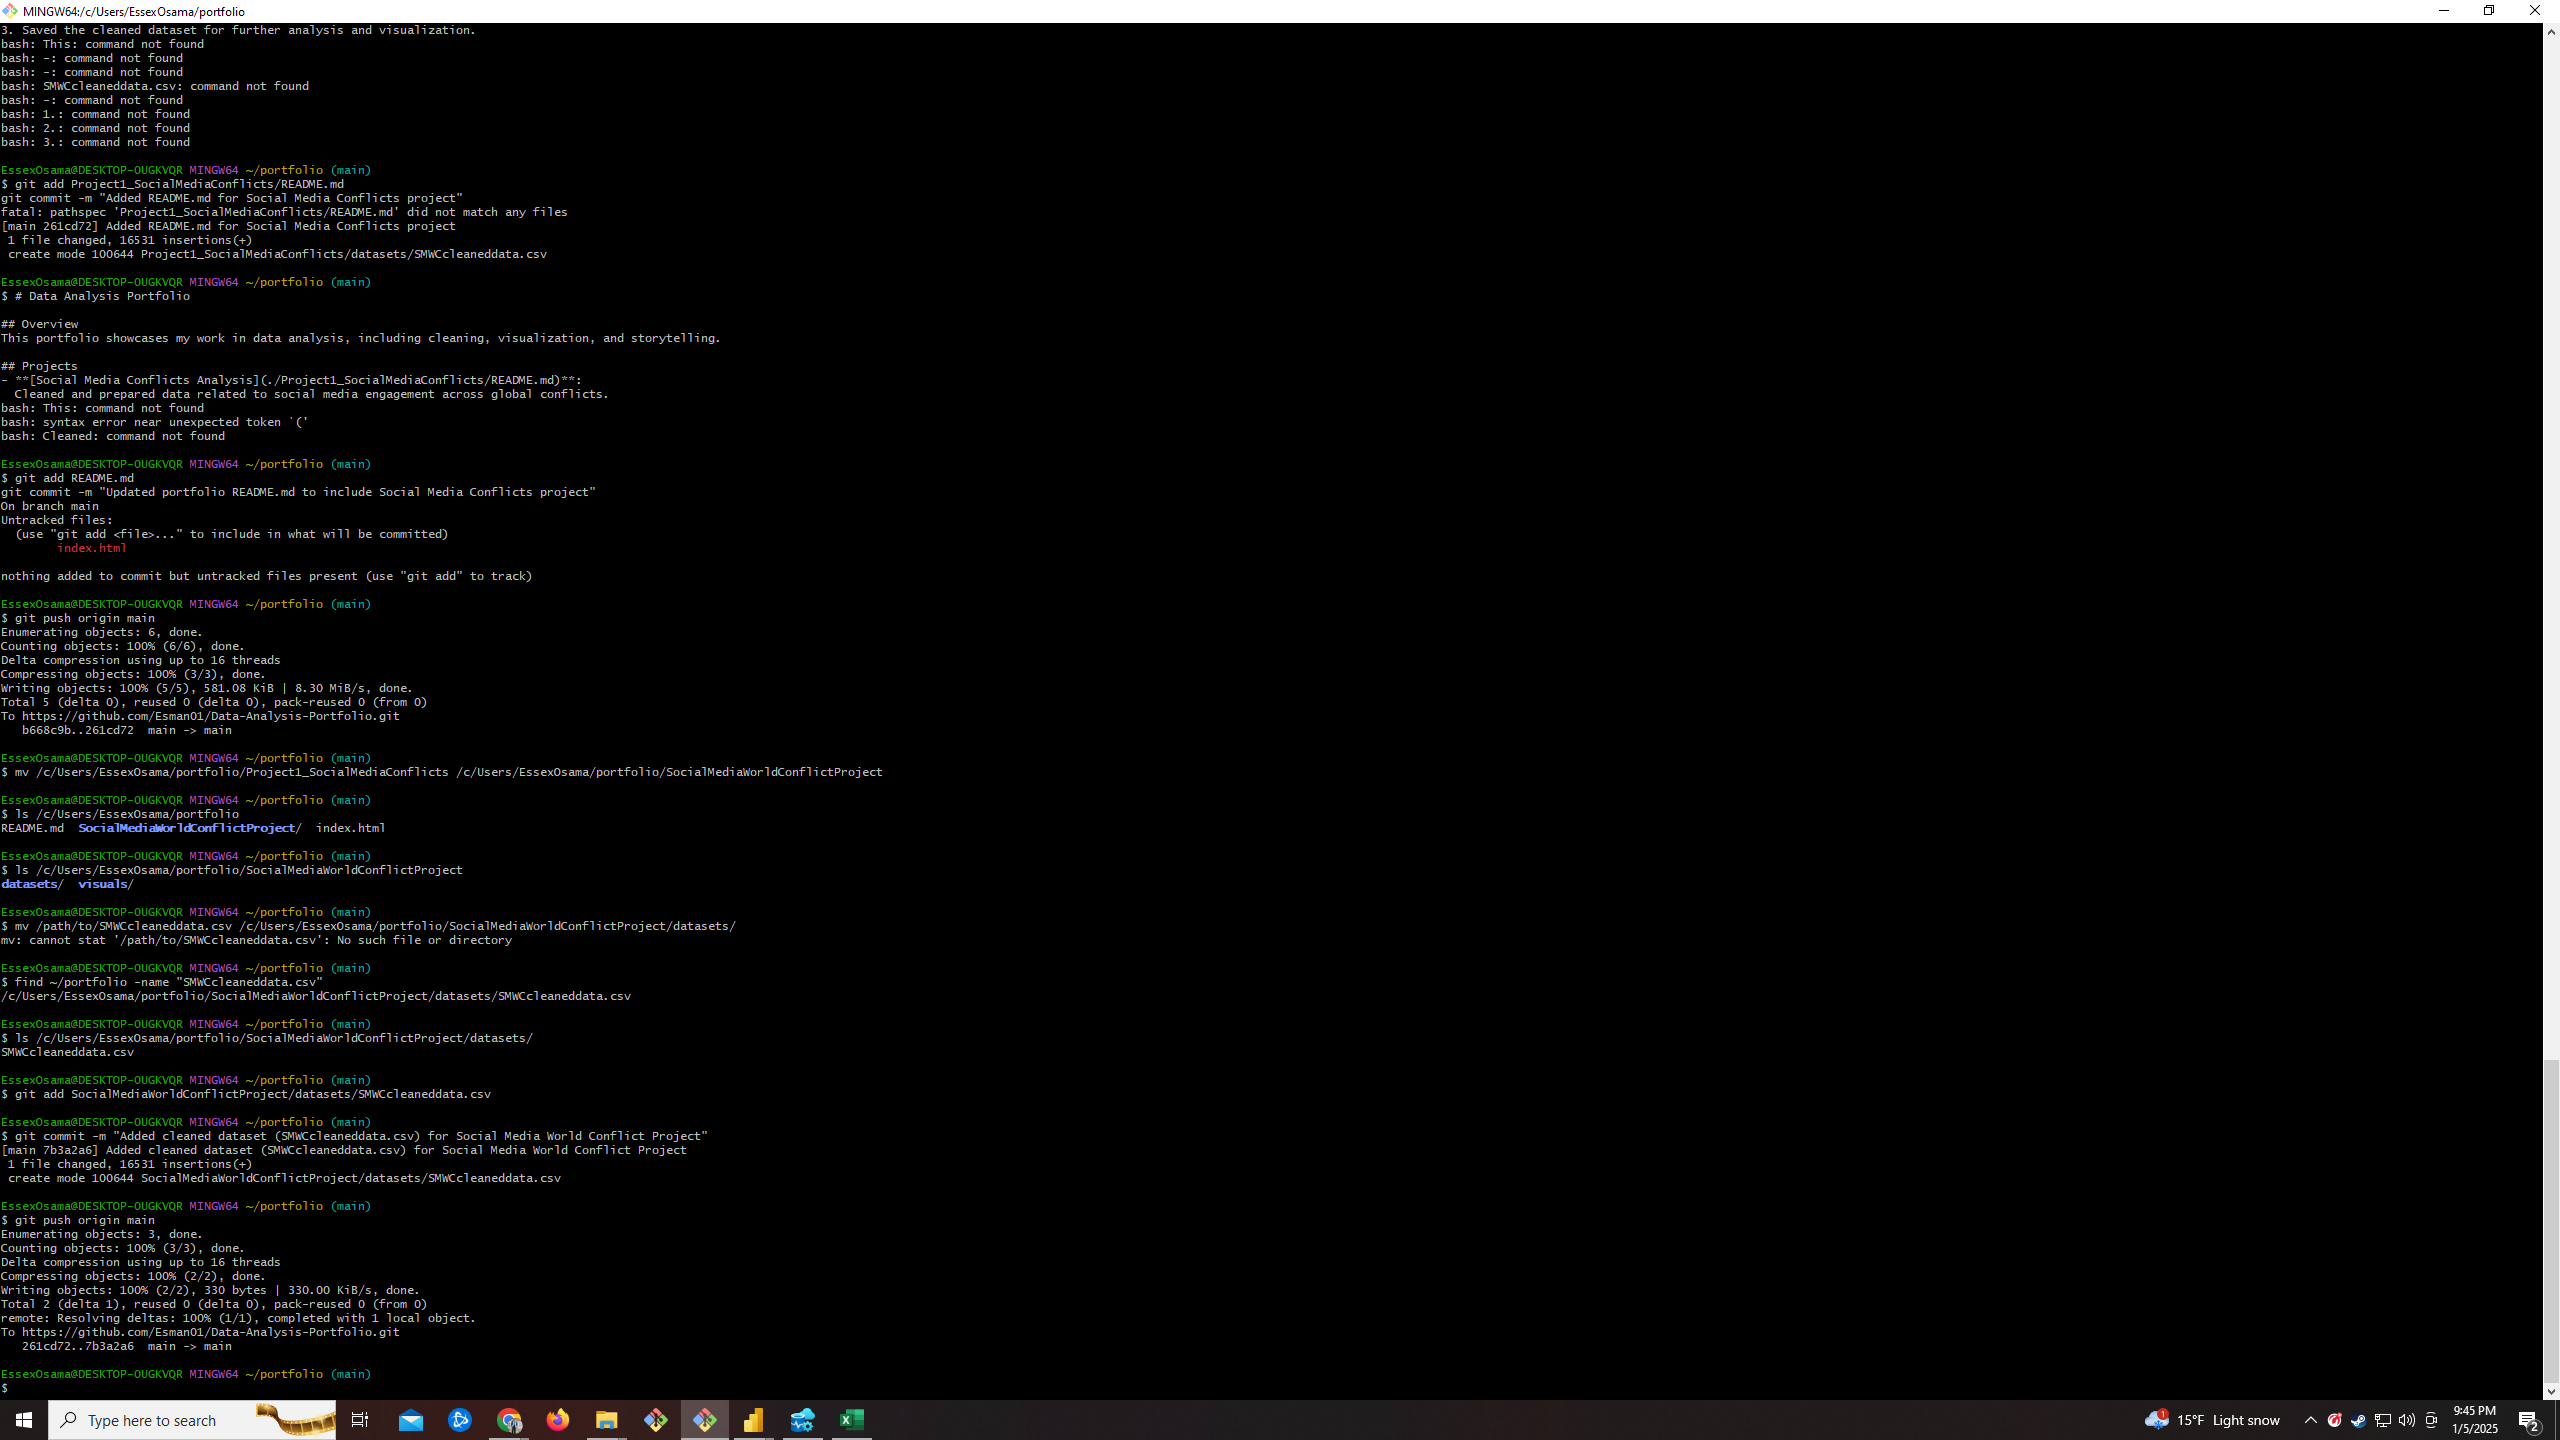 MINGW64:/c/Users/EssexOsama/portfolio
3. Saved the cleaned dataset for further analysis and visualization.
bash: This: command not found
bash: -: command not found
bash: -: command not found
bash: SMWCcleaneddata.csv: command not found
bash: -: command not found
bash: 1.: command not found
bash: 2.: command not found
bash: 3.: command not found
EssexOsama@DESKTOP-OUGKVQR MINGW64 ~/portfolio (main)
$ git add Project1_SocialMediaConflicts/README.md
git commit -m "Added README.md for Social Media Conflicts project"
fatal: pathspec 'Project1_SocialMediaConflicts/README.md' did not match any files
[main 261cd72] Added README.md for Social Media Conflicts project
1 file changed, 16531 insertions(+)
create mode 100644 Project1_SocialMediaConflicts/datasets/SMWCcleaneddata.csv
EssexOsama@DESKTOP-OUGKVQR MINGW64 ~/portfolio (main)
$ # Data Analysis Portfolio
## Overview
This portfolio showcases my work in data analysis, including cleaning, visualization, and storytelling.
## Projects
- **[Social Media Conflicts Analysis](./Project1_SocialMediaConflicts/README.md)**:
Cleaned and prepared data related to social media engagement across global conflicts.
bash: This: command not found
bash: syntax error near unexpected token `('
bash: Cleaned: command not found
EssexOsama@DESKTOP-OUGKVQR MINGW64 ~/portfolio (main)
$ git add README.md
git commit -m "Updated portfolio README.md to include Social Media Conflicts project"
On branch main
Untracked files:
(use "git add <file>..." to include in what will be committed)
index.html
nothing added to commit but untracked files present (use "git add" to track)
EssexOsama@DESKTOP-OUGKVQR MINGW64 ~/portfolio (main)
$ git push origin main
Enumerating objects: 6, done.
Counting objects: 100% (6/6), done.
Delta compression using up to 16 threads
Compressing objects: 100% (3/3), done.
Writing objects: 100% (5/5), 581.08 KiB | 8.30 MiB/s, done.
Total 5 (delta 0), reused 0 (delta 0), pack-reused 0 (from 0)
To https://github.com/Esman01/Data-Analysis-Portfolio.git
b668c9b..261cd72 main -> main
EssexOsama@DESKTOP-OUGKVQR MINGW64 ~/portfolio (main)
$ mv /c/Users/EssexOsama/portfolio/Project1_SocialMediaConflicts /c/Users/EssexOsama/portfolio/SocialMediaWorldConflictProject
EssexOsama@DESKTOP-OUGKVQR MINGW64 ~/portfolio (main)
$ ls /c/Users/EssexOsama/portfolio
README.md SocialMediaWorldConflictProject/ index.html
EssexOsama@DESKTOP-OUGKVQR MINGW64 ~/portfolio (main)
$ ls /c/Users/EssexOsama/portfolio/SocialMediaWorldConflictProject
datasets/ visuals/
EssexOsama@DESKTOP-OUGKVQR MINGW64 ~/portfolio (main)
$ mv /path/to/SMWCcleaneddata.csv /c/Users/EssexOsama/portfolio/SocialMediaWorldConflictProject/datasets/
mv: cannot stat '/path/to/SMWCcleaneddata.csv': No such file or directory
EssexOsama@DESKTOP-OUGKVQR MINGW64 ~/portfolio (main)
$ find ~/portfolio -name "SMWCcleaneddata.csv"
/c/Users/EssexOsama/portfolio/SocialMediaWorldConflictProject/datasets/SMWCcleaneddata.csv
EssexOsama@DESKTOP-OUGKVQR MINGW64 ~/portfolio (main)
$ ls /c/Users/EssexOsama/portfolio/SocialMediaWorldConflictProject/datasets/
SMWCcleaneddata.csv
EssexOsama@DESKTOP-OUGKVQR MINGW64 ~/portfolio (main)
$ git add SocialMediaWorldConflictProject/datasets/SMWCcleaneddata.csv
EssexOsama@DESKTOP-OUGKVQR MINGW64 ~/portfolio (main)
$ git commit -m "Added cleaned dataset (SMWCcleaneddata.csv) for Social Media World Conflict Project"
[main 7b3a2a6] Added cleaned dataset (SMWCcleaneddata.csv) for Social Media World Conflict Project
1 file changed, 16531 insertions(+)
create mode 100644 SocialMediaWorldConflictProject/datasets/SMWCcleaneddata.csv
EssexOsama@DESKTOP-OUGKVQR MINGW64 ~/portfolio (main)
$ git push origin main
Enumerating objects: 3, done.
Counting objects: 100% (3/3), done.
Delta compression using up to 16 threads
Compressing objects: 100% (2/2), done.
Writing objects: 100% (2/2), 330 bytes | 330.00 KiB/s, done.
Total 2 (delta 1), reused 0 (delta 0), pack-reused 0 (from 0)
remote: Resolving deltas: 100% (1/1), completed with 1 local object.
To https://github.com/Esman01/Data-Analysis-Portfolio.git
261cd72..7b3a2a6 main -> main
EssexOsama@DESKTOP-OUGKVQR MINGW64 ~/portfolio (main)
$
Type here to search
1
15°F Light snow
9:45 PM
1/5/2025
2